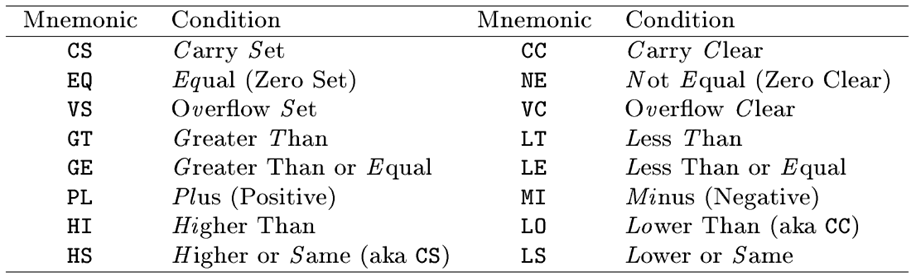 Mnemonic Condition Mnemonic Condition
CS Carry Set CC Carry Clear
EQ Equal (Zero Set) NE Not Equal (Zero Clear)
VS Overflow Set VC Overflow Clear
GT Greater Than LT Less Than
GE Greater Than or Equal LE Less Than or Equal
PL Plus (Positive) MI Minus (Negative)
HI Higher Than LO Lower Than (aka CC)
HS Higher or Same (aka CS) LS Lower or Same